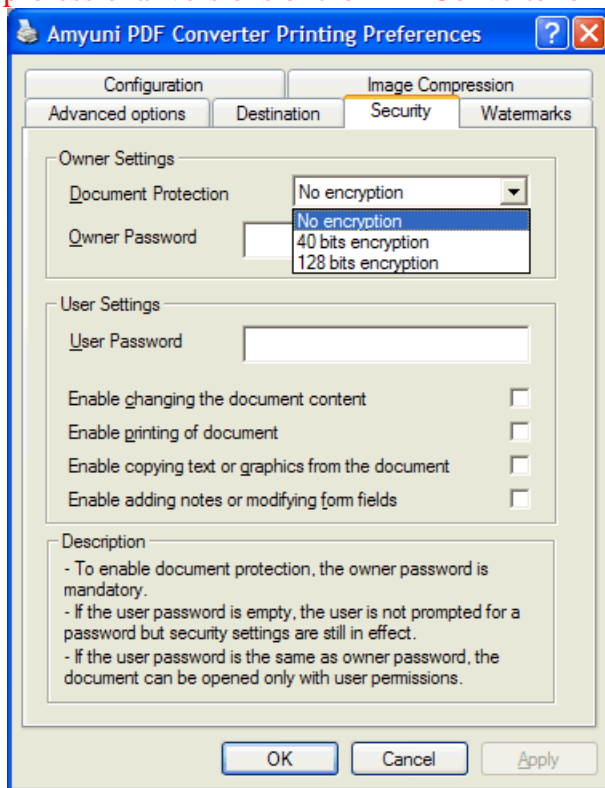 Amyuni PDF Converter Printing Preferences
Configuration Image Compression
Advanced options Destination Security Watermarks
Owner Settings
Document Protection No encryption
No encryption
Owner Password 40 bits encryption
128 bits encryption
User Settings
User Password
Enable changing the document content
Enable printing of document
Enable copying text or graphics from the document
Enable adding notes or modifying form fields
Description
- To enable document protection, the owner password is
mandatory.
- If the user password is empty, the user is not prompted for a
password but security settings are still in effect.
- If the user password is the same as owner password, the
document can be opened only with user permissions.
OK Cancel Apply